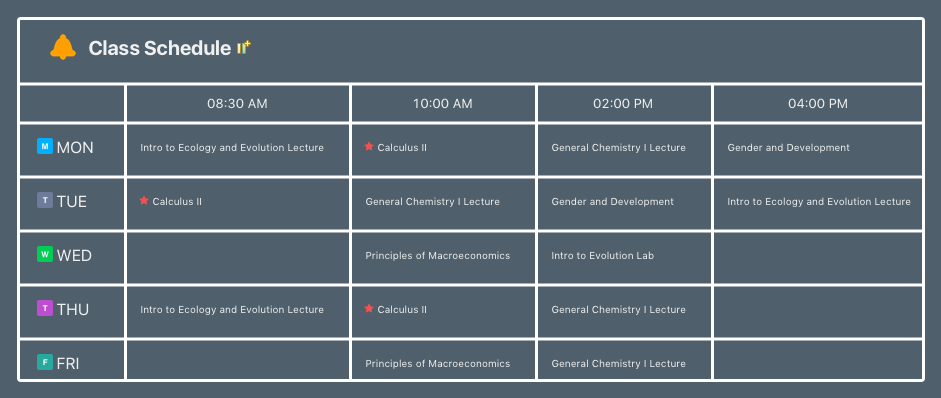 Class Schedule
08:30 AM 10:00 AM 02:00 PM 04:00 PM
M MON Intro to Ecology and Evolution Lecture Calculus II General Chemistry I Lecture Gender and Development
T TUE Calculus II General Chemistry I Lecture Gender and Development Intro to Ecology and Evolution Lecture
W WED Principles of Macroeconomics Intro to Evolution Lab
T THU Intro to Ecology and Evolution Lecture Calculus II General Chemistry I Lecture
F FRI Principles of Macroeconomics General Chemistry I Lecture